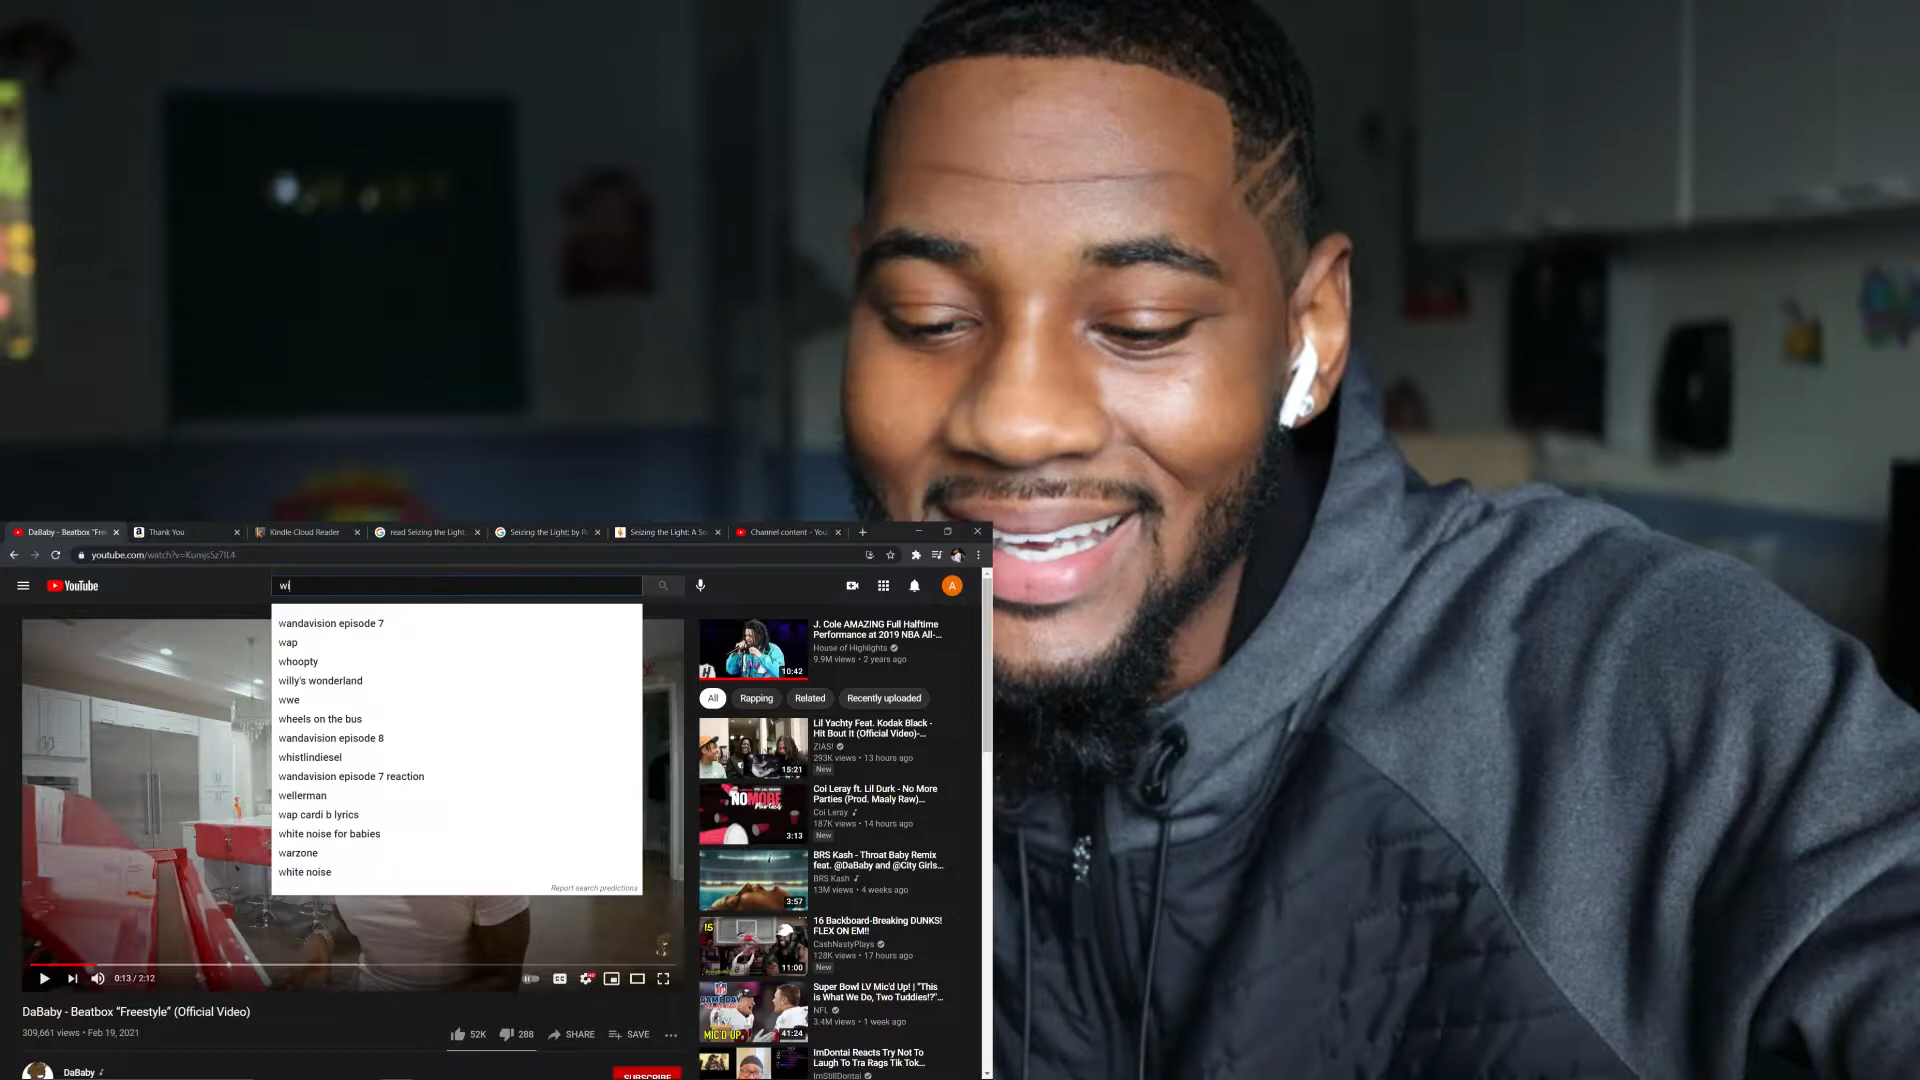 DaBaby - Beatbox "Fre
Thank You
Kindle Cloud Reader
read Seizing the Light;
Seizing the Light; by R
Seizing the Light: A So
Channel content - You
youtube.com/watch?v=Kumjs5z7lL4
YouTube
wi
A
wandavision episode 7
wap
whoopty
willy's wonderland
wwe
wheels on the bus
wandavision episode 8
whistlindiesel
wandavision episode 7 reaction
wellerman
wap cardi b lyrics
white noise for babies
warzone
white noise
Report search predictions
0:13 / 2:12
DaBaby - Beatbox “Freestyle” (Official Video)
309,661 views • Feb 19, 2021
52K
288
SHARE
SAVE
DaBaby
SUBSCRIBE
10:42
J. Cole AMAZING Full Halftime
Performance at 2019 NBA All-...
House of Highlights
9.9M views • 2 years ago
All
Rapping
Related
Recently uploaded
15:21
Lil Yachty Feat. Kodak Black -
Hit Bout It (Official Video)-...
ZIAS!
293K views • 13 hours ago
New
NO MORE
Parties
3:13
Coi Leray ft. Lil Durk - No More
Parties (Prod. Maaly Raw)...
Coi Leray
187K views • 14 hours ago
New
3:57
BRS Kash - Throat Baby Remix
feat. @DaBaby and @City Girls...
BRS Kash
13M views • 4 weeks ago
11:00
16 Backboard-Breaking DUNKS!
FLEX ON EM!!
CashNastyPlays
128K views • 17 hours ago
New
GAMEDAY
MIC'D UP
41:24
Super Bowl LV Mic'd Up! | "This
is What We Do, Two Tuddies!?"...
NFL
3.4M views • 1 week ago
ImDontai Reacts Try Not To
Laugh To Tra Rags Tik Tok...
ImStillDontai